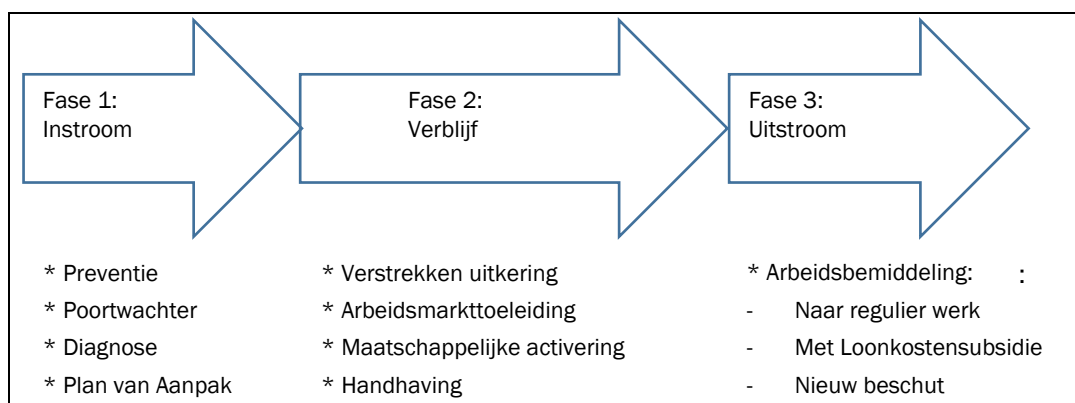 Fase 1:
Instroom
Fase 2:
Verblijf
Fase 3:
Uitstroom
* Preventie
* Poortwachter
* Diagnose
* Plan van Aanpak
* Verstrekken uitkering
* Arbeidsmarkttoeleiding
* Maatschappelijke activering
* Handhaving
* Arbeidsbemiddeling: :
- Naar regulier werk
- Met Loonkostensubsidie
- Nieuw beschut